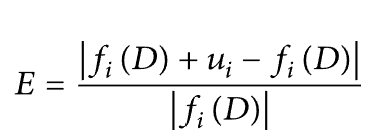 E = |f_i (D) + u_i − f_i (D)| / |f_i (D)|